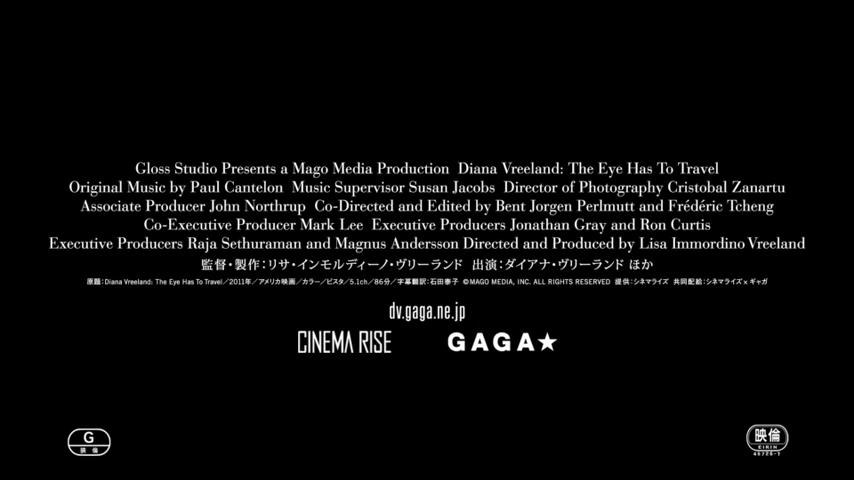 Gloss Studio Presents a Mago Media Production Diana Vreeland: The Eye Has To Travel
Original Music by Paul Cantelon Music Supervisor Susan Jacobs Director of Photography Cristobal Zanartu
Associate Producer John Northrup Co-Directed and Edited by Bent Jorgen Perlmutt and Frédéric Tcheng
Co-Executive Producer Mark Lee Executive Producers Jonathan Gray and Ron Curtis
Executive Producers Raja Sethuraman and Magnus Andersson Directed and Produced by Lisa Immordino Vreeland
監督・製作：リサ・インモルディーノ・ヴリーランド 出演：ダイアナ・ヴリーランド ほか
原題：Diana Vreeland: The Eye Has To Travel／2011年／アメリカ映画／カラー／ビスタ／5.1ch／86分／字幕翻訳：石田泰子 ©MAGO MEDIA, INC. ALL RIGHTS RESERVED 提供：シネマライズ 共同配給：シネマライズ×ギャガ
dv.gaga.ne.jp
CINEMA RISE GAGA★
G
映倫
映倫
EIRIN